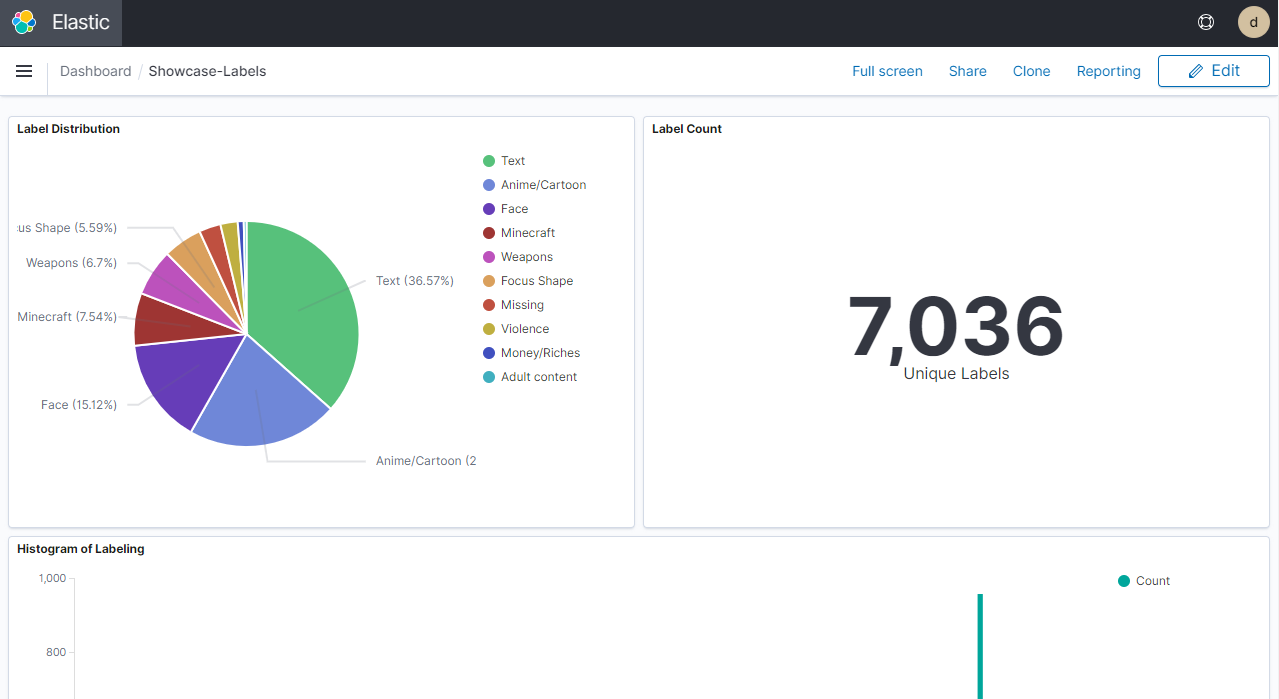 Elastic
d
Dashboard / Showcase-Labels
Full screen Share Clone Reporting Edit
Label Distribution
Text
Anime/Cartoon
Face
Minecraft
Weapons
Focus Shape
Missing
Violence
Money/Riches
Adult content
us Shape (5.59%)
Weapons (6.7%)
Minecraft (7.54%)
Face (15.12%)
Text (36.57%)
Anime/Cartoon (2
Label Count
7,036
Unique Labels
Histogram of Labeling
1,000
800
Count